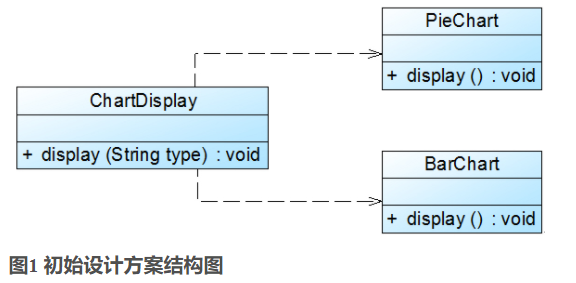 PieChart
+ display () : void
ChartDisplay
+ display (String type) : void
BarChart
+ display () : void
图1 初始设计方案结构图